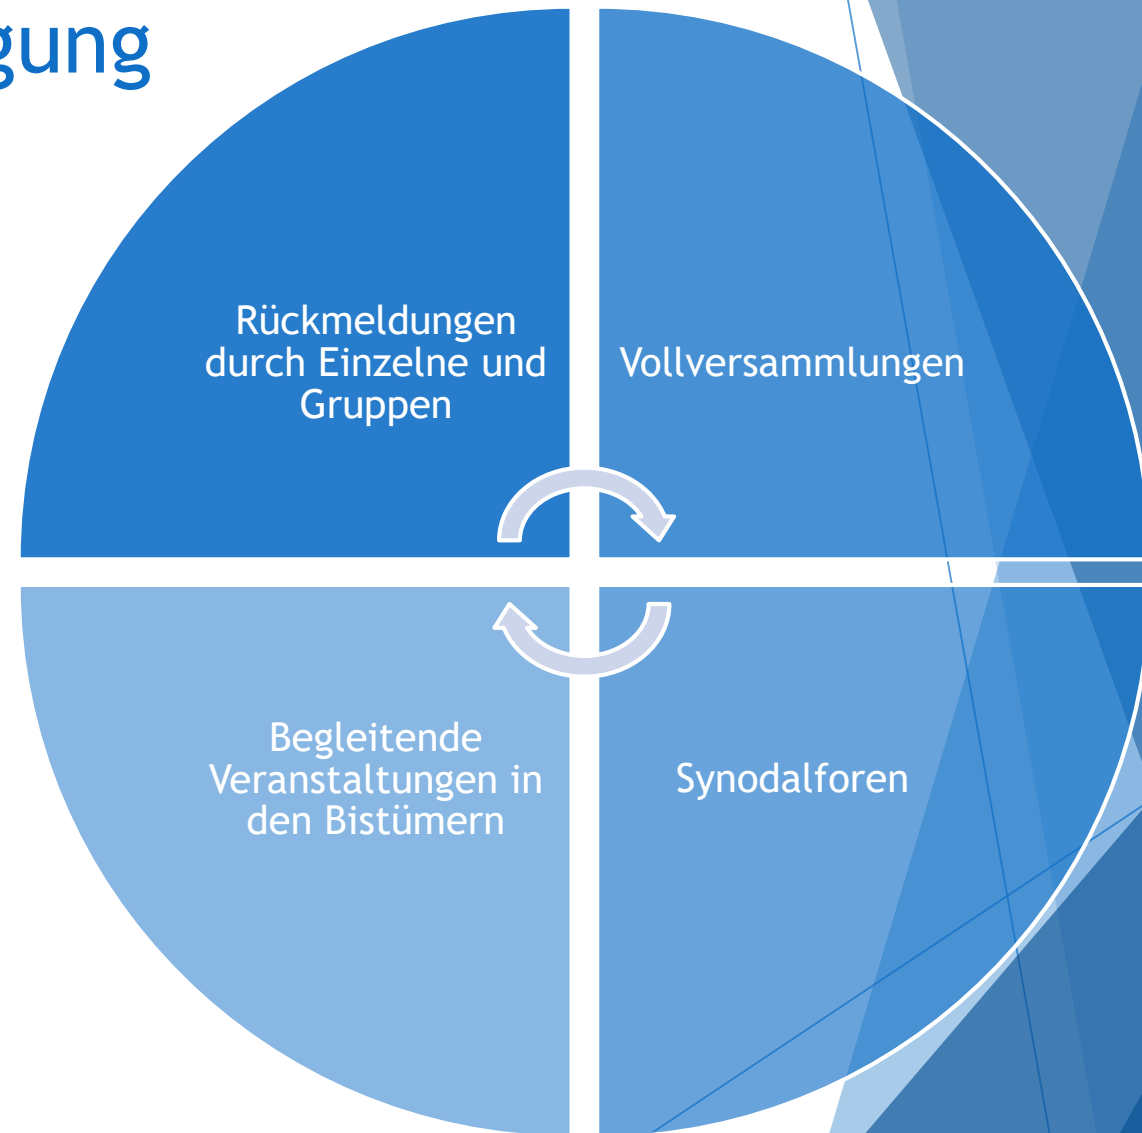 gung
Rückmeldungen
durch Einzelne und
Gruppen
Vollversammlungen
Begleitende
Veranstaltungen in
den Bistümern
Synodalforen